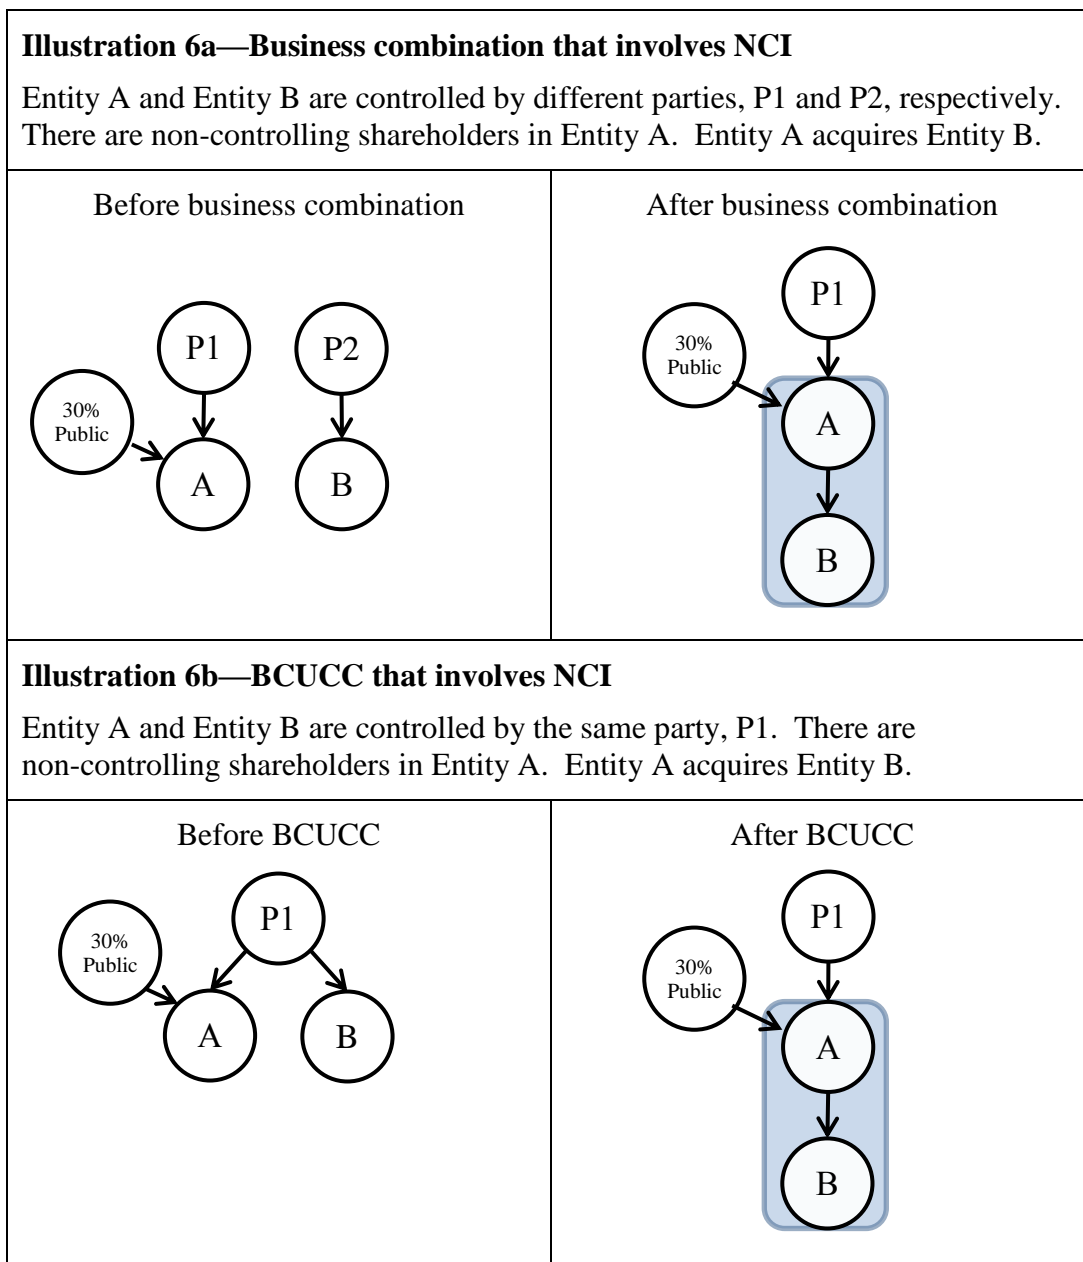 Illustration 6a—Business combination that involves NCI
Entity A and Entity B are controlled by different parties, P1 and P2, respectively.
There are non-controlling shareholders in Entity A.  Entity A acquires Entity B.
Before business combination
P1
P2
30%
Public
A
B
After business combination
P1
30%
Public
A
B
Illustration 6b—BCUCC that involves NCI
Entity A and Entity B are controlled by the same party, P1.  There are
non-controlling shareholders in Entity A.  Entity A acquires Entity B.
Before BCUCC
P1
30%
Public
A
B
After BCUCC
P1
30%
Public
A
B